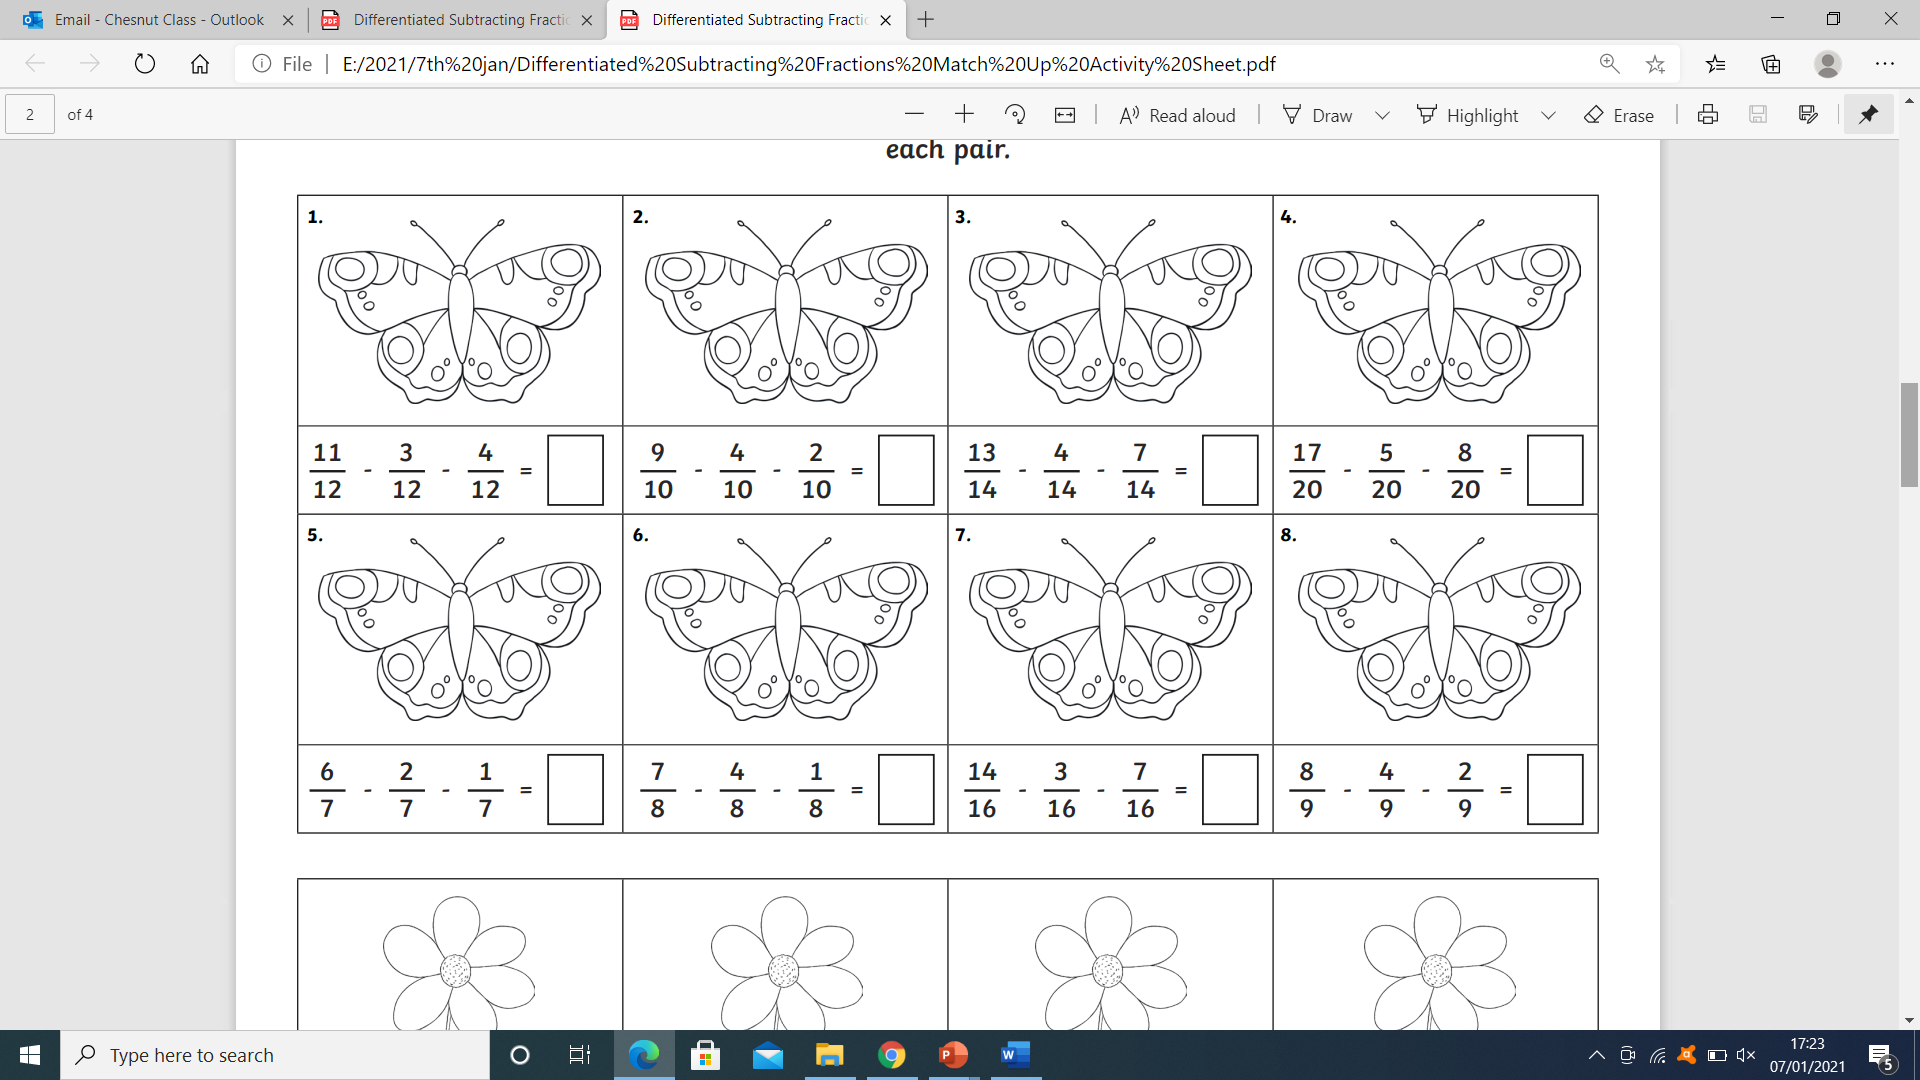 Email - Chesnut Class - Outlook
Differentiated Subtracting Fracti
Differentiated Subtracting Fracti
File
E:/2021/7th%20jan/Differentiated%20Subtracting%20Fractions%20Match%20Up%20Activity%20Sheet.pdf
2 of 4
Read aloud
Draw
Highlight
Erase
each pair.
1.
2.
3.
4.
11/12 - 3/12 - 4/12 =
9/10 - 4/10 - 2/10 =
13/14 - 4/14 - 7/14 =
17/20 - 5/20 - 8/20 =
5.
6.
7.
8.
6/7 - 2/7 - 1/7 =
7/8 - 4/8 - 1/8 =
14/16 - 3/16 - 7/16 =
8/9 - 4/9 - 2/9 =
Type here to search
17:23
07/01/2021
5